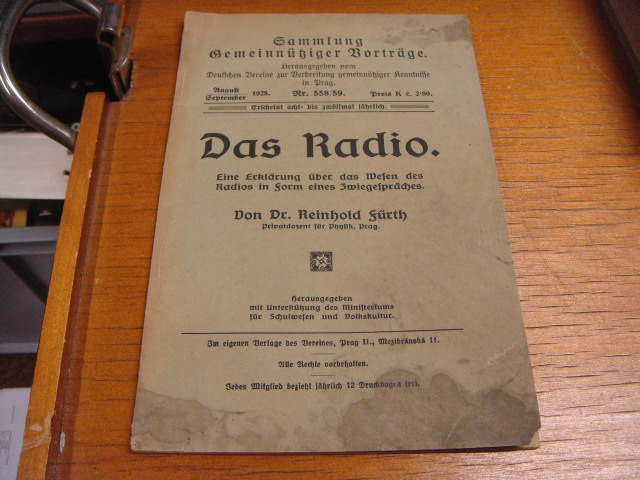 Sammlung
Gemeinnütziger Vorträge.
Herausgegeben vom
Deutschen Vereine zur Verbreitung gemeinnütziger Kenntnisse
in Prag.
August
September 1925. Nr. 558/59. Preis K č. 2·80.
Erscheint acht- bis zwölfmal jährlich.
Das Radio.
Eine Erklärung über das Wesen des
Radios in Form eines Zwiegespräches.
Von Dr. Reinhold Fürth
Privatdozent für Physik, Prag.
Herausgegeben
mit Unterstützung des Ministeriums
für Schulwesen und Volkskultur.
Im eigenen Verlage des Vereines, Prag II., Mezibránská 11.
Alle Rechte vorbehalten.
Jedes Mitglied bezieht jährlich 12 Druckbogen frei.